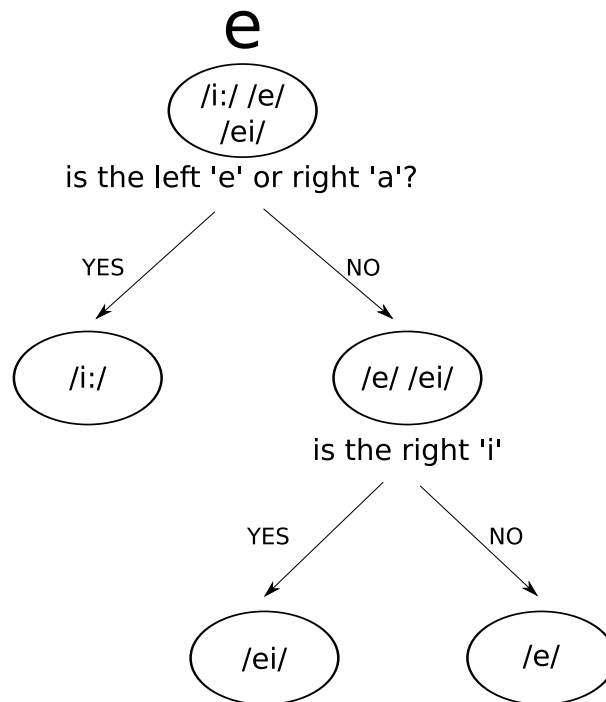 e
/i:/ /e/
/ei/
is the left 'e' or right 'a'?
YES
NO
/i:/
/e/ /ei/
is the right 'i'
YES
NO
/ei/
/e/